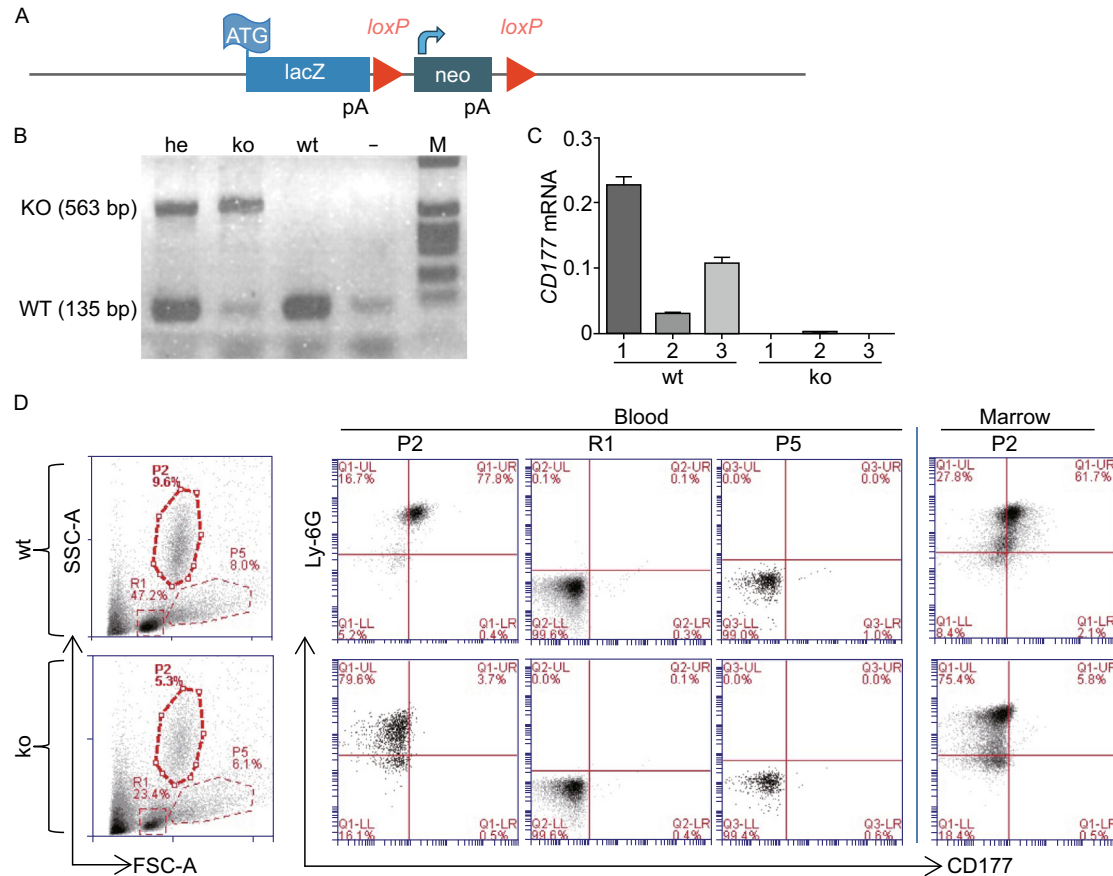 A
loxP
loxP
ATG
lacZ
neo
pA
pA
B
he
ko
wt
–
M
KO (563 bp)
WT (135 bp)
C
CD177 mRNA
0.3
0.2
0.1
0
1 2 3 1 2 3
wt
ko
D
Blood
Marrow
P2
R1
P5
P2
wt
SSC-A
P2
9.6%
P5
8.0%
R1
47.2%
Ly-6G
Q1-UL
16.7%
Q1-UR
77.8%
Q1-LL
5.2%
Q1-LR
0.4%
Q2-UL
0.1%
Q2-UR
0.1%
Q2-LL
99.6%
Q2-LR
0.3%
Q3-UL
0.0%
Q3-UR
0.0%
Q3-LL
99.0%
Q3-LR
1.0%
Q1-UL
27.8%
Q1-UR
61.7%
Q1-LL
8.4%
Q1-LR
2.1%
ko
P2
5.3%
P5
6.1%
R1
23.4%
Q1-UL
79.6%
Q1-UR
3.7%
Q1-LL
16.1%
Q1-LR
0.5%
Q2-UL
0.0%
Q2-UR
0.1%
Q2-LL
99.6%
Q2-LR
0.4%
Q3-UL
0.0%
Q3-UR
0.0%
Q3-LL
99.4%
Q3-LR
0.6%
Q1-UL
75.4%
Q1-UR
5.8%
Q1-LL
18.4%
Q1-LR
0.5%
FSC-A
CD177